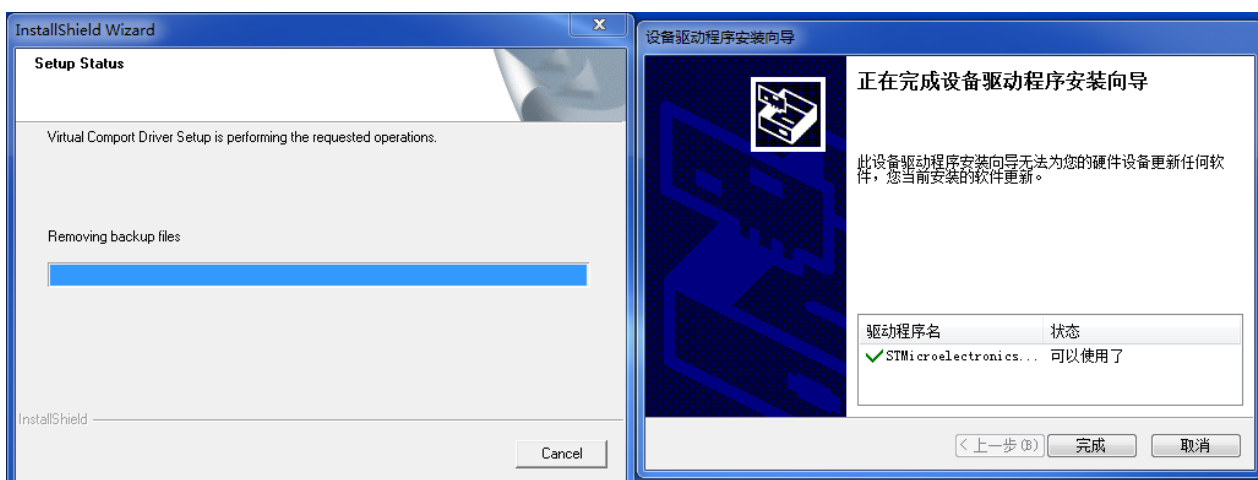 InstallShield Wizard
Setup Status
Virtual Comport Driver Setup is performing the requested operations.
Removing backup files
InstallShield
Cancel
设备驱动程序安装向导
正在完成设备驱动程序安装向导
此设备驱动程序安装向导无法为您的硬件设备更新任何软
件，您当前安装的软件更新。
驱动程序名 状态
STMicroelectronics... 可以使用了
<上一步(B) 完成 取消